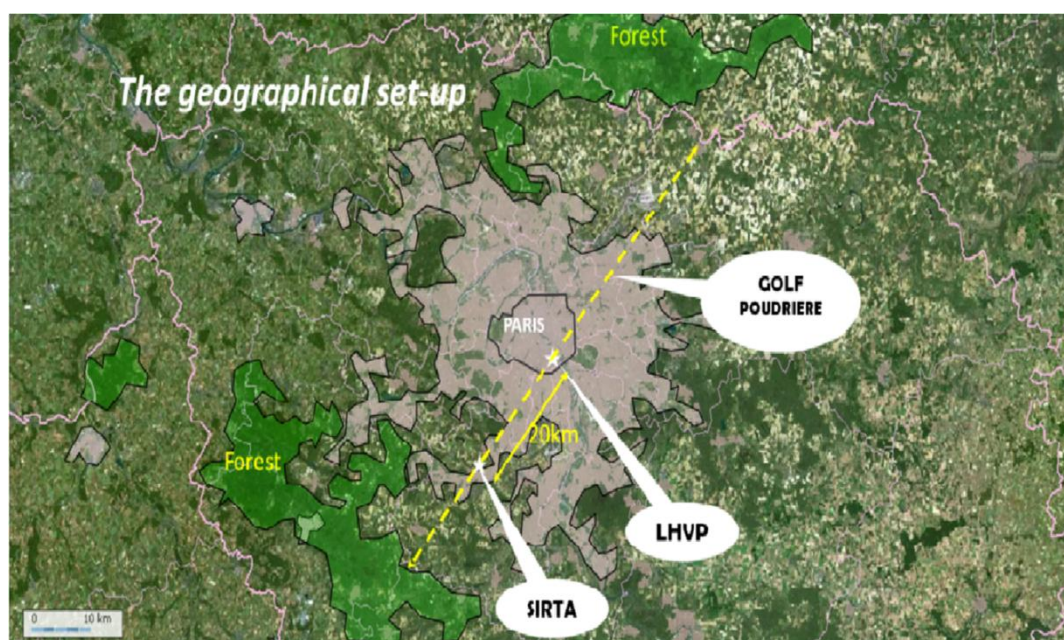 Forest
The geographical set-up
GOLF
POUDRIERE
PARIS
20km
Forest
LHVP
SIRTA
0 10 km